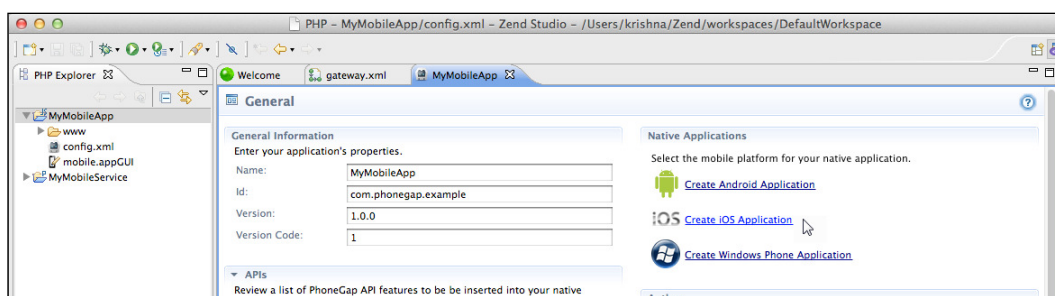 PHP – MyMobileApp/config.xml – Zend Studio – /Users/krishna/Zend/workspaces/DefaultWorkspace
PHP Explorer
Welcome
gateway.xml
MyMobileApp
MyMobileApp
www
config.xml
mobile.appGUI
MyMobileService
General
General Information
Enter your application's properties.
Name: MyMobileApp
Id: com.phonegap.example
Version: 1.0.0
Version Code: 1
APIs
Review a list of PhoneGap API features to be be inserted into your native
Native Applications
Select the mobile platform for your native application.
Create Android Application
iOS Create iOS Application
Create Windows Phone Application